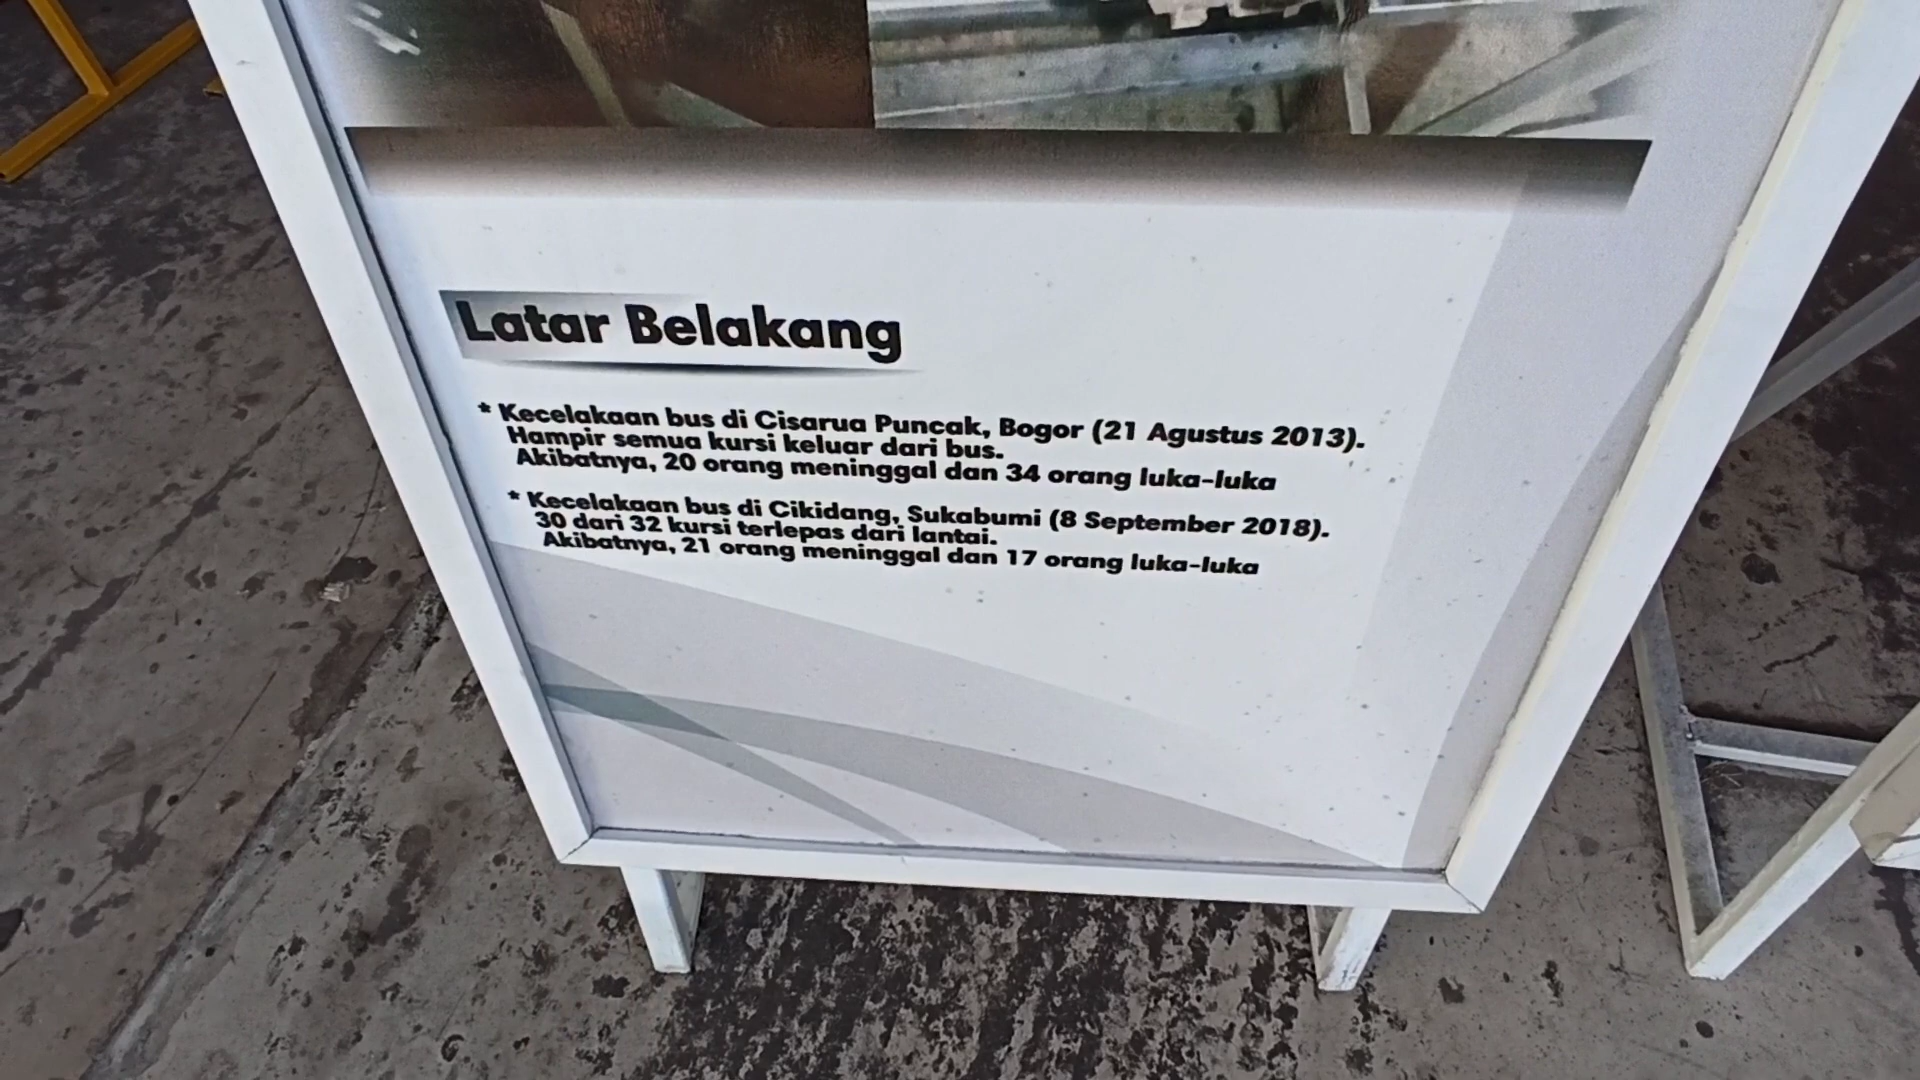 Latar Belakang
* Kecelakaan bus di Cisarua Puncak, Bogor (21 Agustus 2013).
Hampir semua kursi keluar dari bus.
Akibatnya, 20 orang meninggal dan 34 orang luka-luka
* Kecelakaan bus di Cikidang, Sukabumi (8 September 2018).
30 dari 32 kursi terlepas dari lantai.
Akibatnya, 21 orang meninggal dan 17 orang luka-luka